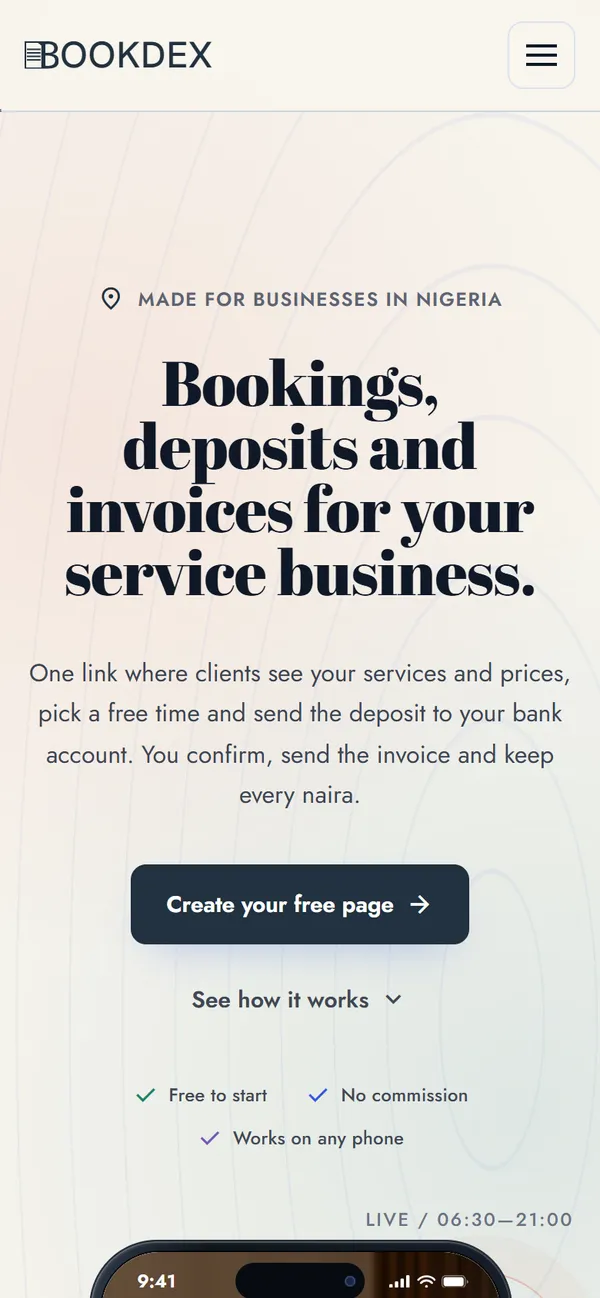 BOOKDEX
MADE FOR BUSINESSES IN NIGERIA
Bookings,
deposits and
invoices for your
service business.
One link where clients see your services and prices,
pick a free time and send the deposit to your bank
account. You confirm, send the invoice and keep
every naira.
Create your free page →
See how it works
Free to start
No commission
Works on any phone
LIVE / 06:30—21:00
9:41